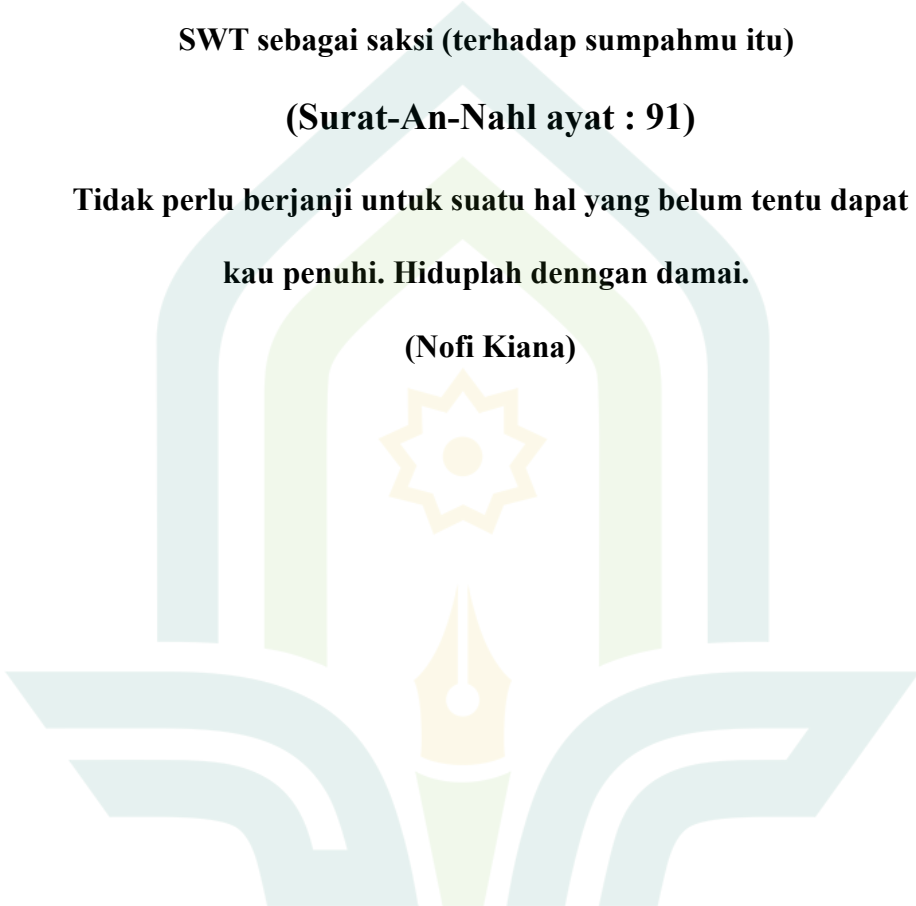 SWT sebagai saksi (terhadap sumpahmu itu)
(Surat-An-Nahl ayat : 91)
Tidak perlu berjanji untuk suatu hal yang belum tentu dapat
kau penuhi. Hiduplah denngan damai.
(Nofi Kiana)